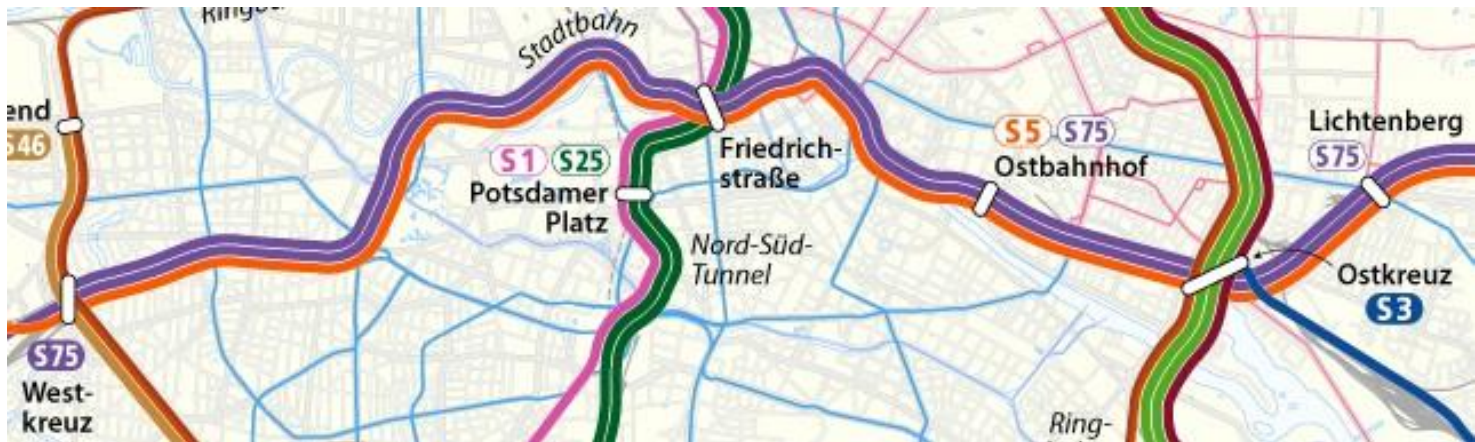 Stadtbahn
end
S46
S1 S25
Potsdamer
Platz
Friedrich-
straße
Nord-Süd-
Tunnel
S5 S75
Ostbahnhof
Lichtenberg
S75
Ostkreuz
S3
S75
West-
kreuz
Ring-